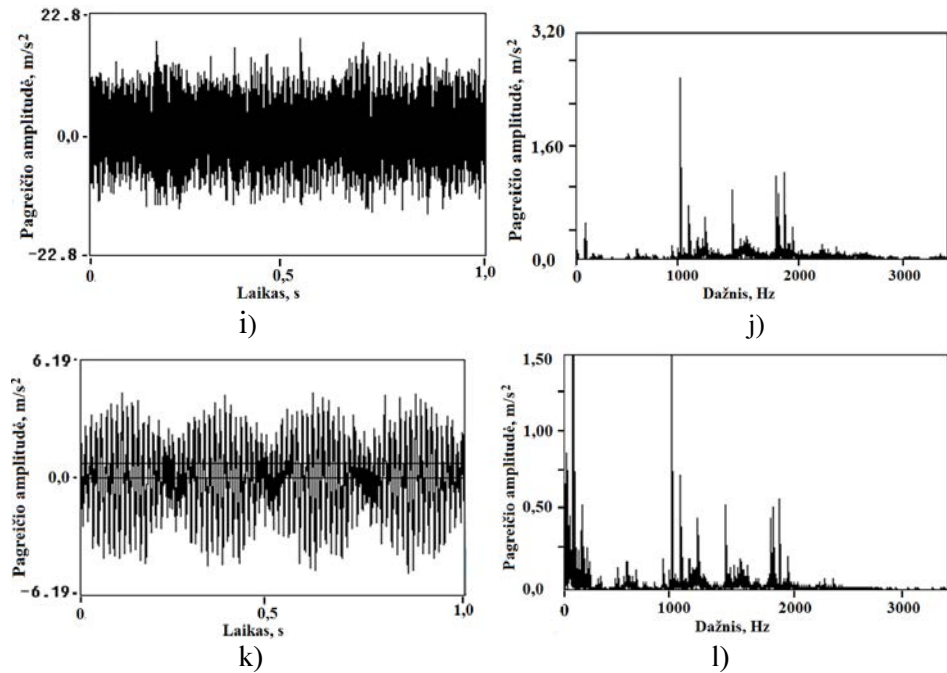 22.8
Pagreičio amplitudė, m/s²
0,0
-22.8
0
0,5
1,0
Laikas, s
i)
3,20
Pagreičio amplitudė, m/s²
1,60
0,0
0
1000
2000
3000
Dažnis, Hz
j)
6.19
Pagreičio amplitudė, m/s²
0,0
-6.19
0
0,5
1,0
Laikas, s
k)
1,50
Pagreičio amplitudė, m/s²
1,00
0,50
0,0
0
1000
2000
3000
Dažnis, Hz
l)